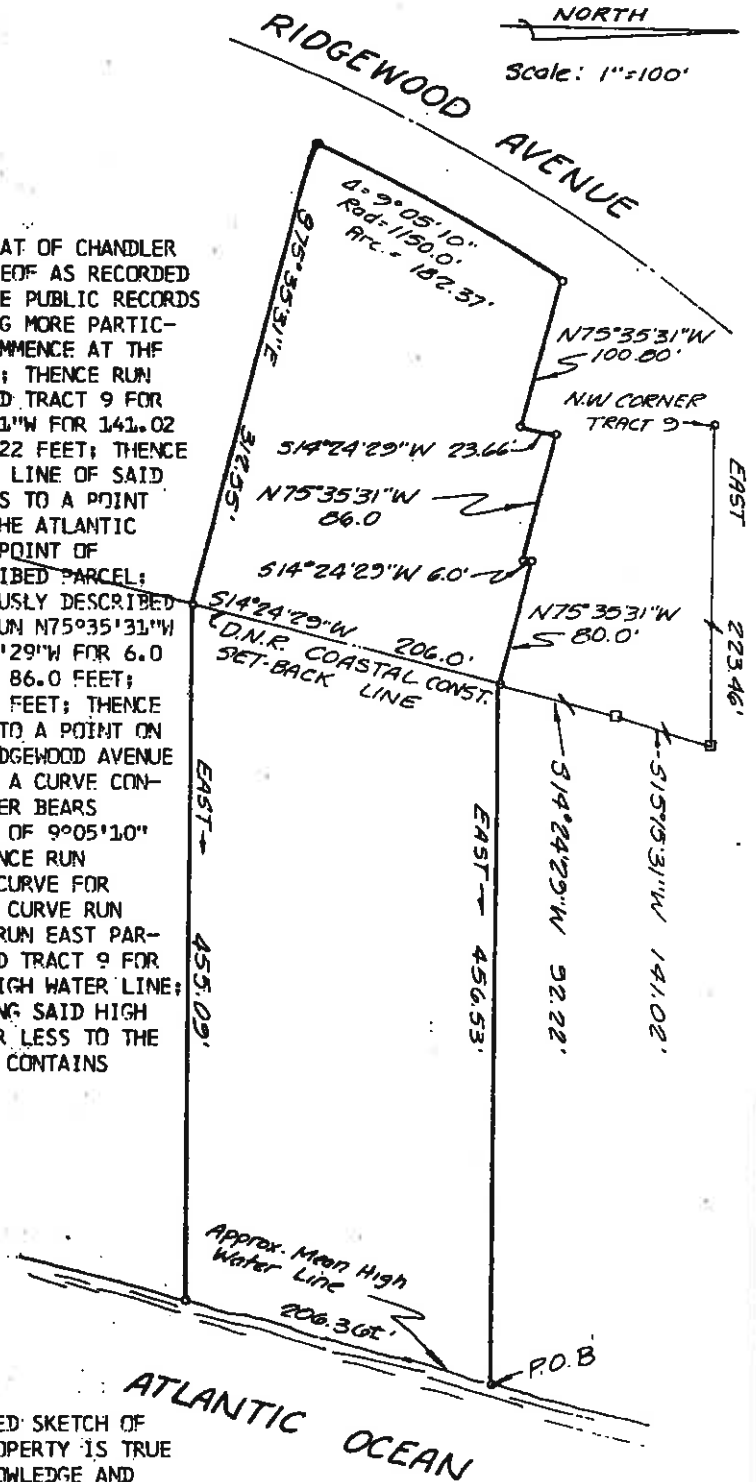 NORTH
Scale: 1"=100'
RIDGEWOOD AVENUE
Δ=9°05'10"
Rad=1150.0'
Arc.= 182.37'
S75°35'31"E
312.55'
N75°35'31"W
100.80'
N.W CORNER
TRACT 9
EAST 223.46'
S14°24'29"W 23.66'
N75°35'31"W
86.0
S14°24'29"W 6.0'
N75°35'31"W
80.0'
S14°24'29"W 206.0'
D.N.R. COASTAL CONST.
SET-BACK LINE
S14°24'29"W 92.22'
S15°15'31"W 141.02'
EAST 455.09'
EAST 456.53'
Approx. Mean High
Water Line
206.36±'
P.O.B
ATLANTIC OCEAN
AT OF CHANDLER
EOF AS RECORDED
E PUBLIC RECORDS
G MORE PARTIC-
MMENCE AT THE
; THENCE RUN
D TRACT 9 FOR
1"W FOR 141.02
22 FEET; THENCE
LINE OF SAID
S TO A POINT
HE ATLANTIC
POINT OF
IBED PARCEL;
USLY DESCRIBED
UN N75°35'31"W
'29"W FOR 6.0
86.0 FEET;
FEET; THENCE
TO A POINT ON
DGEWOOD AVENUE
A CURVE CON-
ER BEARS
OF 9°05'10"
NCE RUN
CURVE FOR
CURVE RUN
RUN EAST PAR-
D TRACT 9 FOR
IGH WATER LINE;
NG SAID HIGH
R LESS TO THE
CONTAINS
ED SKETCH OF
OPERTY IS TRUE
OWLEDGE AND